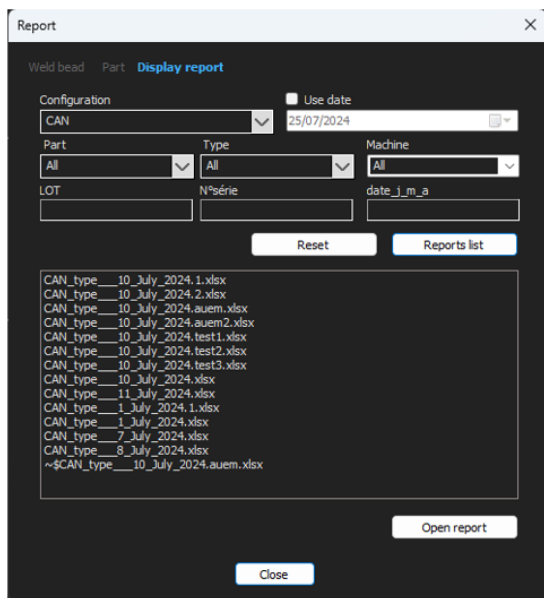 Report
Weld bead Part Display report
Configuration
Use date
CAN
25/07/2024
Part Type Machine
All All All
LOT N°série date_j_m_a
Reset Reports list
CAN_type___10_July_2024.1.xlsx
CAN_type___10_July_2024.2.xlsx
CAN_type___10_July_2024.auem.xlsx
CAN_type___10_July_2024.auem2.xlsx
CAN_type___10_July_2024.test1.xlsx
CAN_type___10_July_2024.test2.xlsx
CAN_type___10_July_2024.test3.xlsx
CAN_type___10_July_2024.xlsx
CAN_type___11_July_2024.xlsx
CAN_type___1_July_2024.1.xlsx
CAN_type___1_July_2024.xlsx
CAN_type___7_July_2024.xlsx
CAN_type___8_July_2024.xlsx
~$CAN_type___10_July_2024.auem.xlsx
Open report
Close